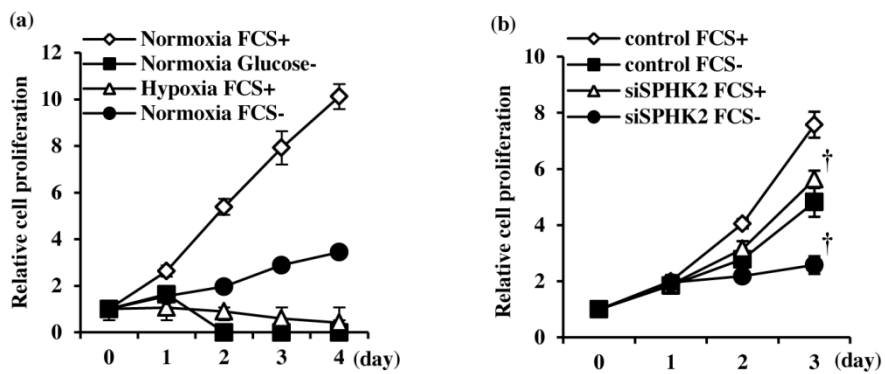 (a)
Normoxia FCS+
Normoxia Glucose-
Hypoxia FCS+
Normoxia FCS-
Relative cell proliferation
12
10
8
6
4
2
0
0 1 2 3 4 (day)
(b)
control FCS+
control FCS-
siSPHK2 FCS+
siSPHK2 FCS-
Relative cell proliferation
10
8
6
4
2
0
†
†
0 1 2 3 (day)